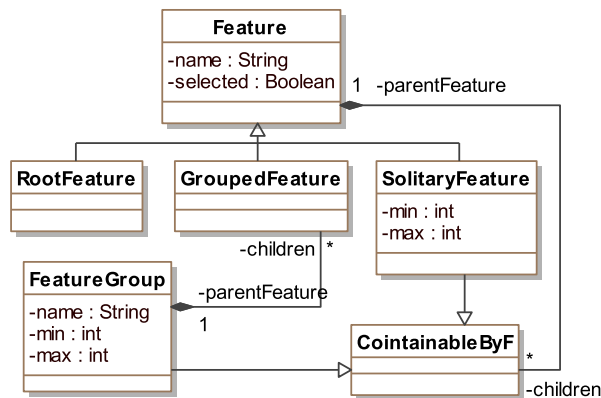 Feature
-name : String
-selected : Boolean
1 -parentFeature
RootFeature
GroupedFeature
SolitaryFeature
-min : int
-max : int
-children *
FeatureGroup
-name : String
-min : int
-max : int
-parentFeature
1
CointainableByF
*
-children